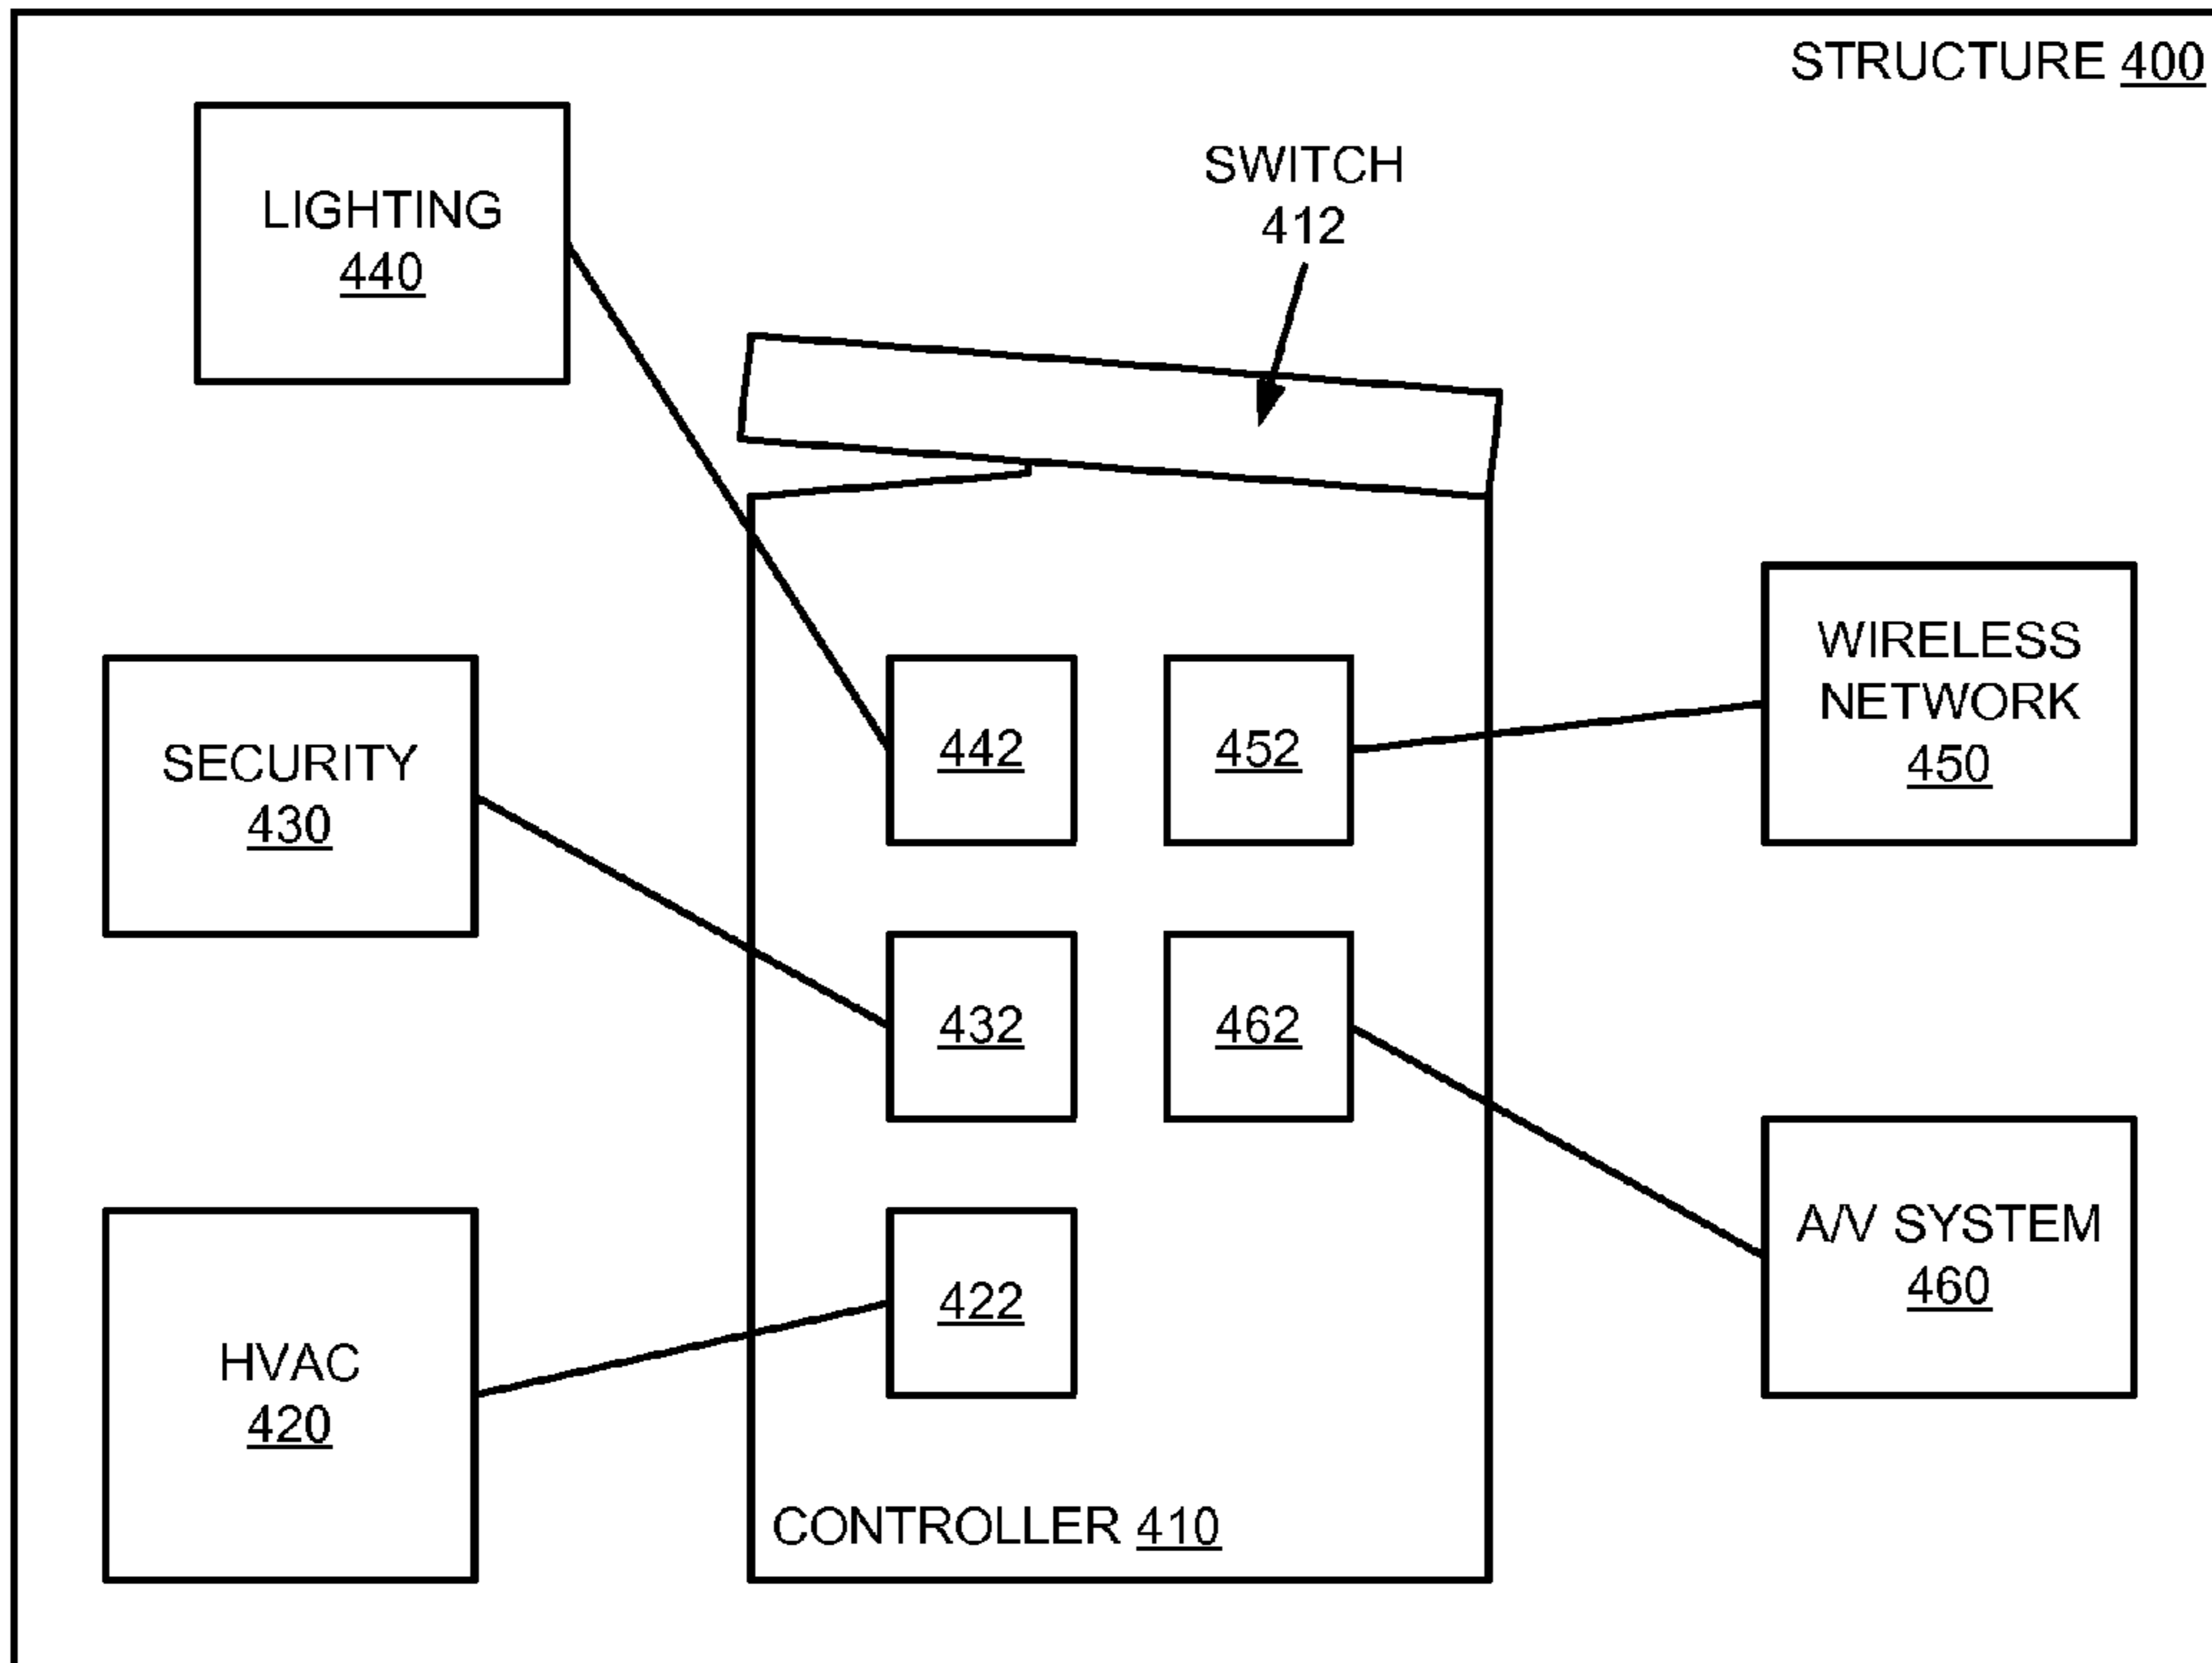 STRUCTURE 400
LIGHTING
440
SWITCH
412
SECURITY
430
442
452
WIRELESS
NETWORK
450
432
462
HVAC
420
422
A/V SYSTEM
460
CONTROLLER 410